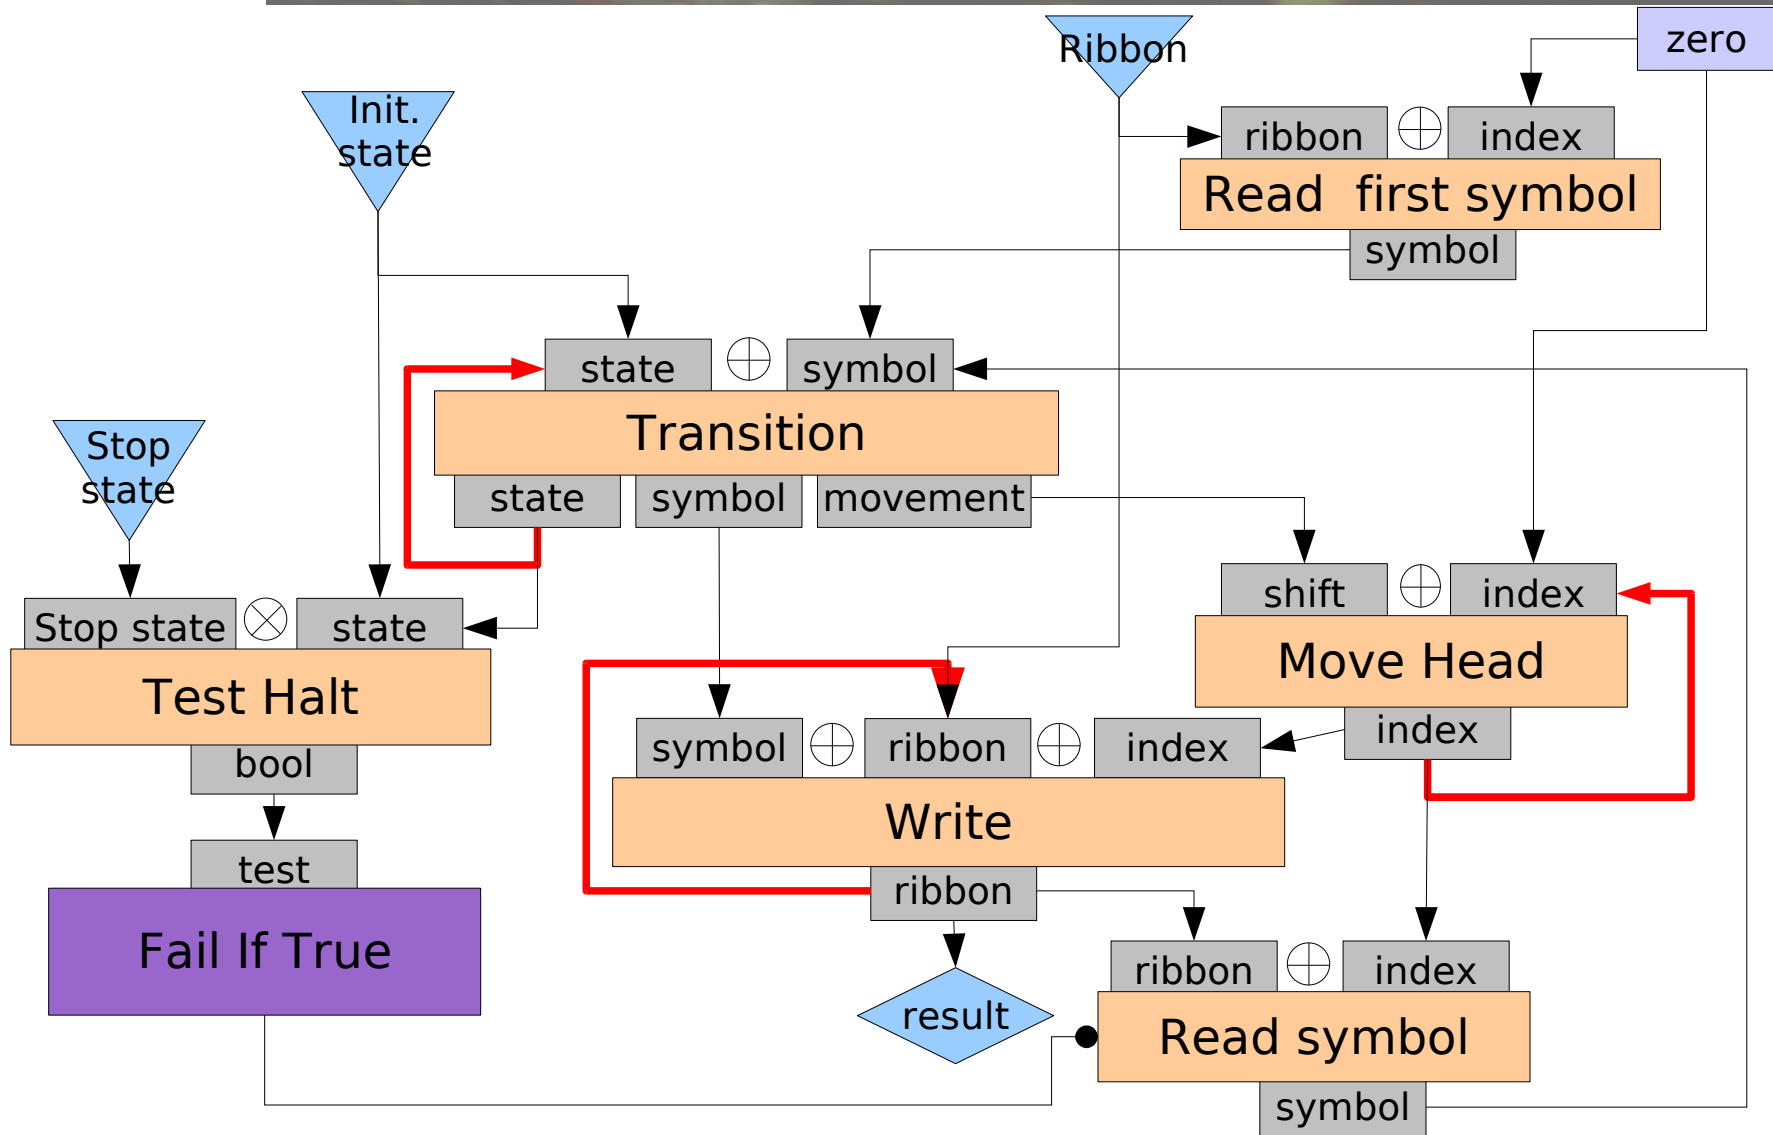 Ribbon
zero
Init.
state
ribbon
index
Read first symbol
symbol
state
symbol
Transition
Stop
state
state
symbol
movement
shift
index
Stop state
state
Move Head
Test Halt
index
symbol
ribbon
index
bool
Write
test
ribbon
Fail If True
ribbon
index
result
Read symbol
symbol